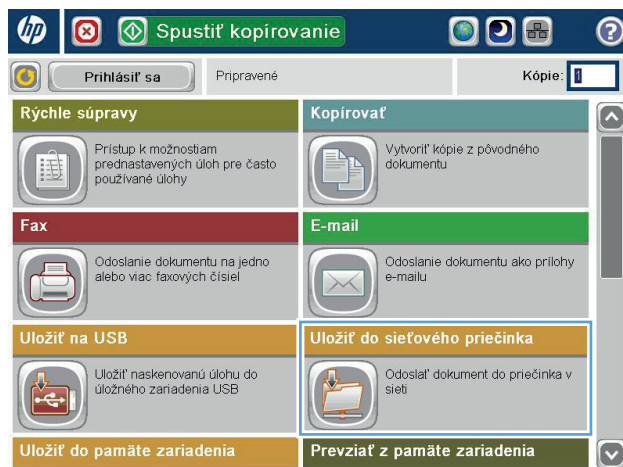 hp
Spustiť kopírovanie
?
Prihlásiť sa
Pripravené
Kópie: 1
Rýchle súpravy
Prístup k možnostiam
prednastavených úloh pre často
používané úlohy
Kopírovať
Vytvoriť kópie z pôvodného
dokumentu
Fax
Odoslanie dokumentu na jedno
alebo viac faxových čísiel
E-mail
Odoslanie dokumentu ako prílohy
e-mailu
Uložiť na USB
Uložiť naskenovanú úlohu do
úložného zariadenia USB
Uložiť do sieťového priečinka
Odoslať dokument do priečinka v
sieti
Uložiť do pamäte zariadenia
Prevziať z pamäte zariadenia